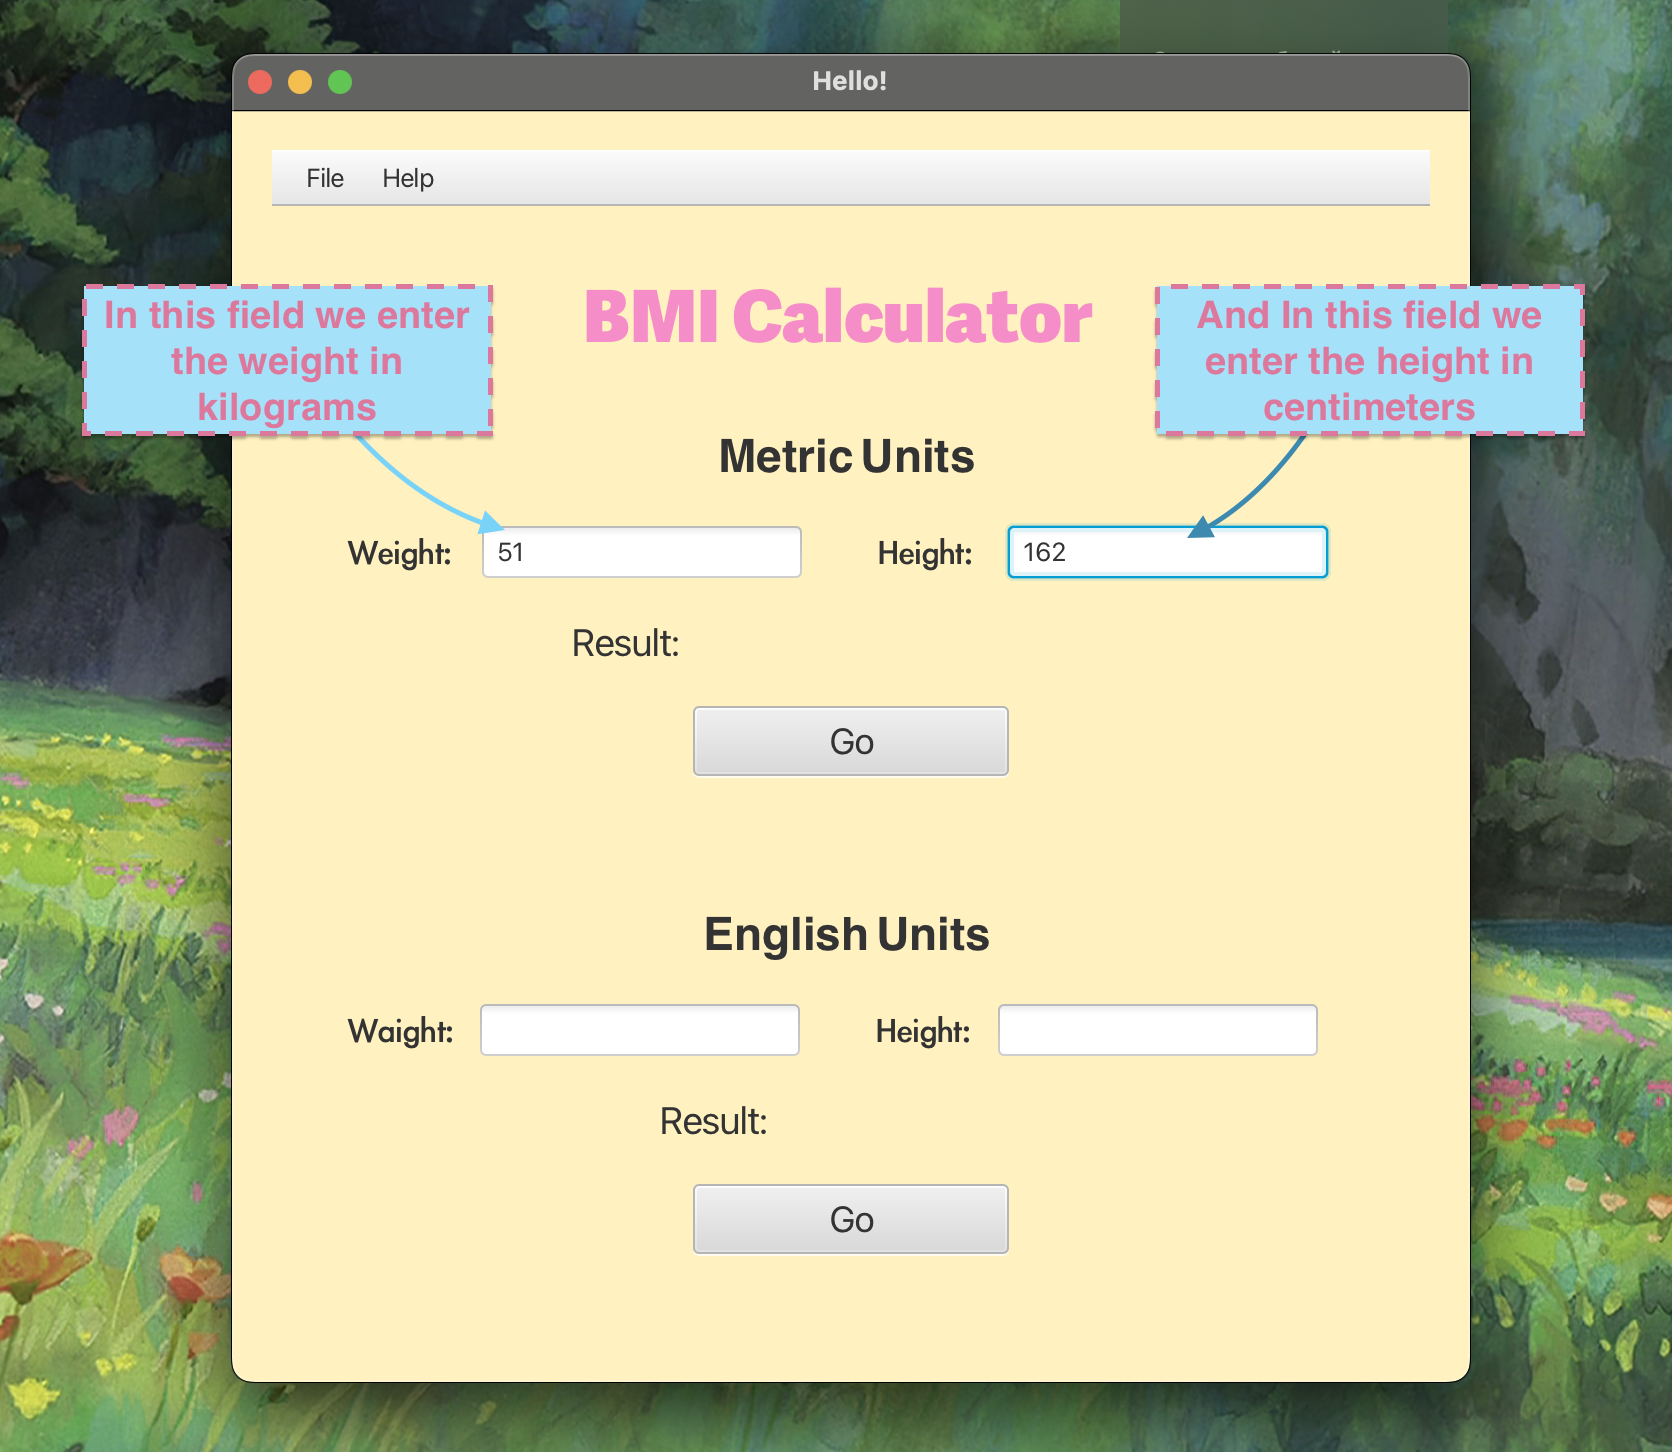 Hello!
File Help
In this field we enter
the weight in
kilograms
BMI Calculator
And In this field we
enter the height in
centimeters
Metric Units
Weight: 51 Height: 162
Result:
Go
English Units
Waight: Height:
Result:
Go